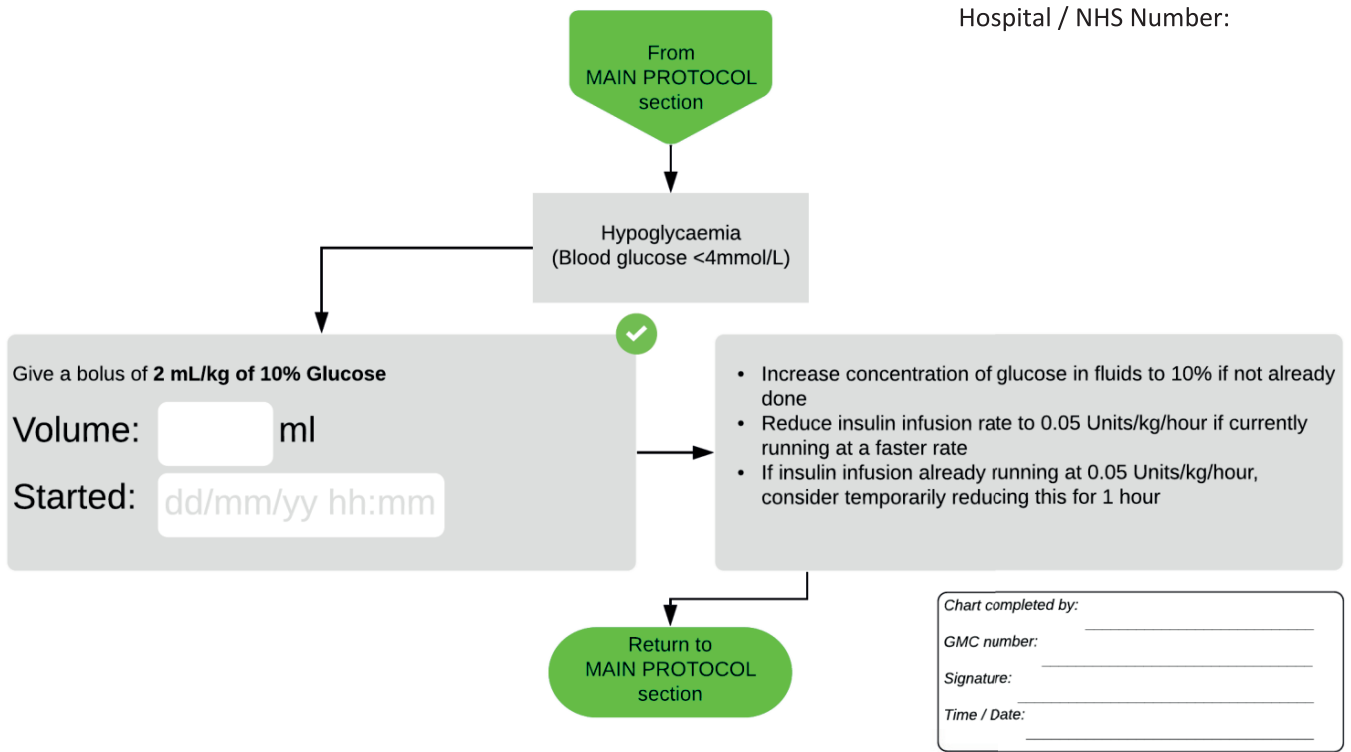 Hospital / NHS Number:
From
MAIN PROTOCOL
section
Hypoglycaemia
(Blood glucose <4mmol/L)
Give a bolus of 2 mL/kg of 10% Glucose
Volume: ml
Started: dd/mm/yy hh:mm
• Increase concentration of glucose in fluids to 10% if not already
done
• Reduce insulin infusion rate to 0.05 Units/kg/hour if currently
running at a faster rate
• If insulin infusion already running at 0.05 Units/kg/hour,
consider temporarily reducing this for 1 hour
Return to
MAIN PROTOCOL
section
Chart completed by:
GMC number:
Signature:
Time / Date: